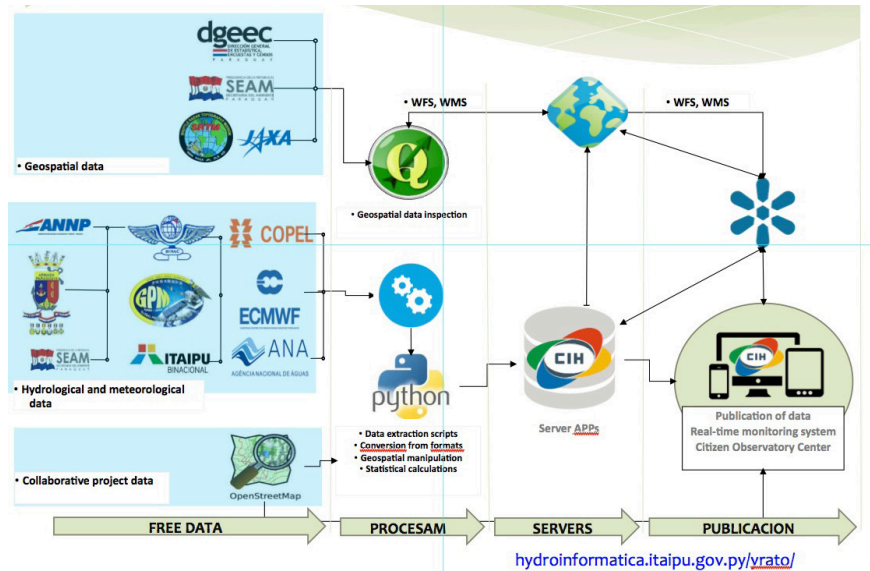 dgeec
DIRECCIÓN GENERAL
DE ESTADÍSTICA,
ENCUESTAS Y CENSOS
PARAGUAY
SEAM
SRTM
JAXA
• Geospatial data
• WFS, WMS
• WFS, WMS
• Geospatial data inspection
ANNP
COPEL
GPM
ECMWF
SEAM
ITAIPU
BINACIONAL
ANA
AGÊNCIA NACIONAL DE ÁGUAS
• Hydrological and meteorological
data
python
• Data extraction scripts
• Conversion from formats
• Geospatial manipulation
• Statistical calculations
CIH
Server APPs
CIH
Publication of data
Real-time monitoring system
Citizen Observatory Center
• Collaborative project data
OpenStreetMap
FREE DATA
PROCESAM
SERVERS
PUBLICACION
hydroinformatica.itaipu.gov.py/vrato/